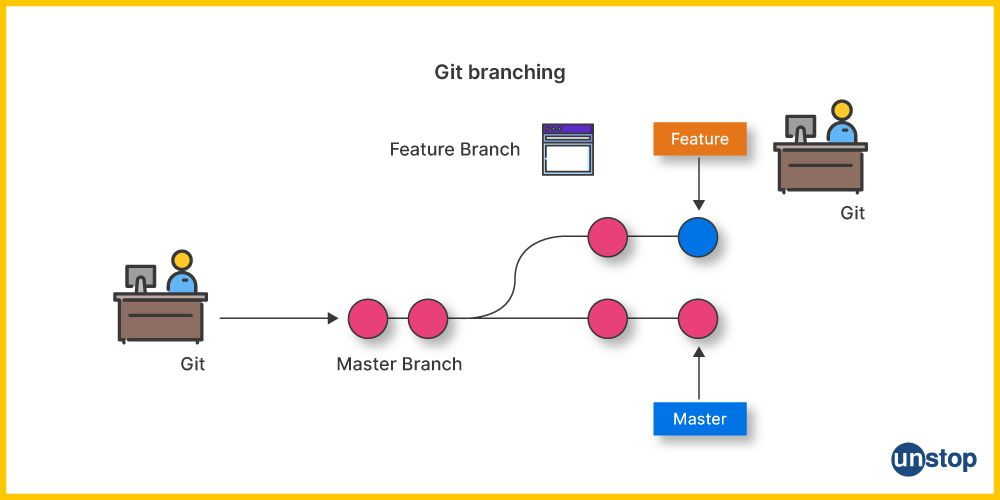 Git branching
Feature Branch
Feature
Git
Git
Master Branch
Master
unstop